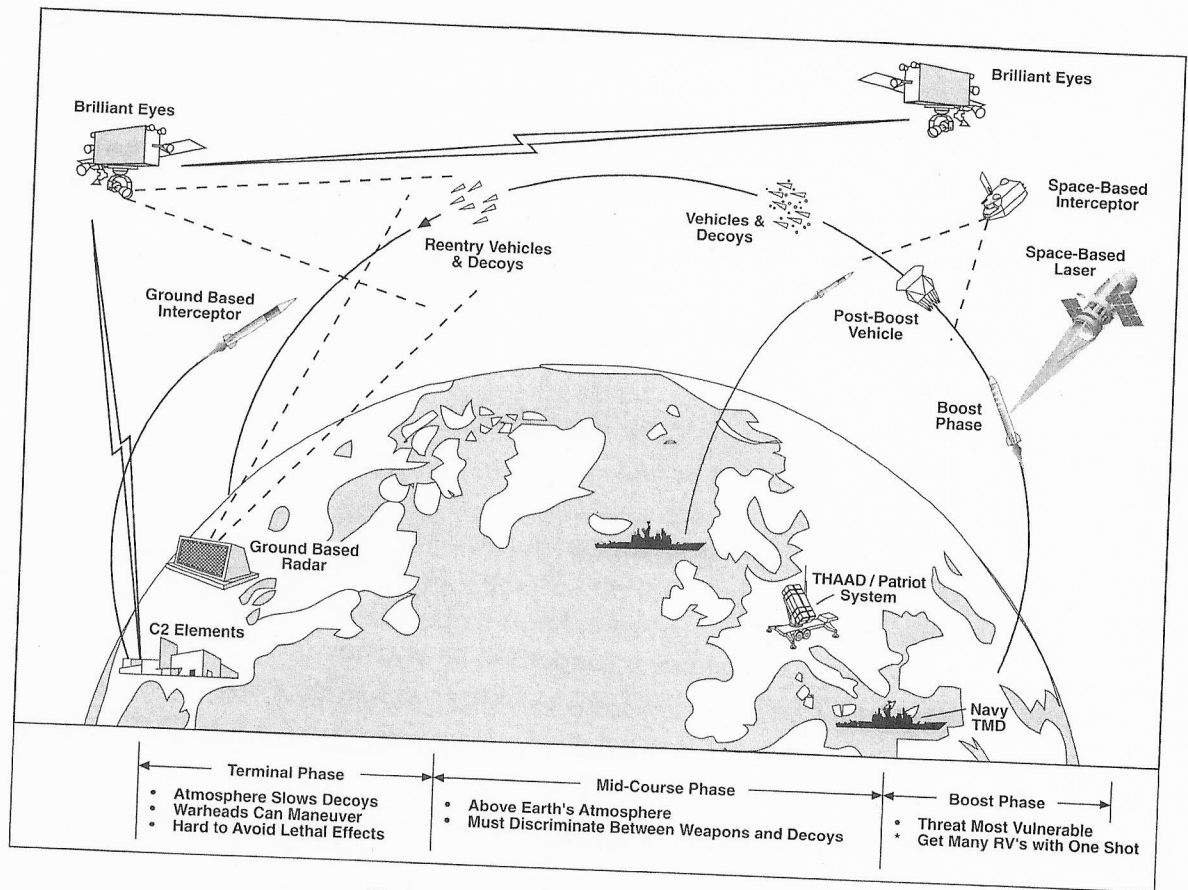 Brilliant Eyes
Brilliant Eyes
Space-Based
Interceptor
Vehicles &
Decoys
Reentry Vehicles
& Decoys
Space-Based
Laser
Ground Based
Interceptor
Post-Boost
Vehicle
Boost
Phase
Ground Based
Radar
THAAD / Patriot
System
C2 Elements
Navy
TMD
Terminal Phase
• Atmosphere Slows Decoys
• Warheads Can Maneuver
• Hard to Avoid Lethal Effects
Mid-Course Phase
• Above Earth's Atmosphere
• Must Discriminate Between Weapons and Decoys
Boost Phase
• Threat Most Vulnerable
* Get Many RV's with One Shot